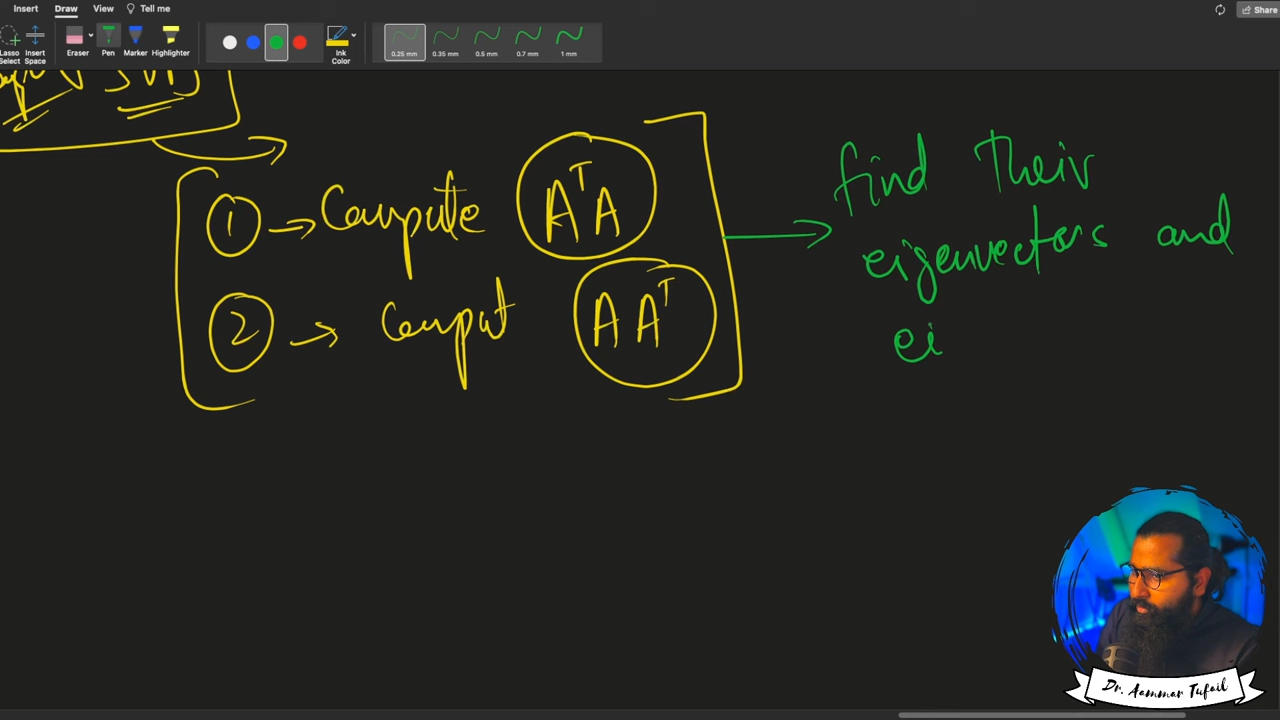 Insert Draw View Tell me
Share
Lasso Select
Insert Space
Eraser
Pen
Marker
Highlighter
Ink Color
0.25 mm 0.35 mm 0.5 mm 0.7 mm 1 mm
SVD
1 → Compute AᵀA
2 → Comput AAᵀ
→ find their
eigenvectors and
ei
Dr. Aammar Tufail